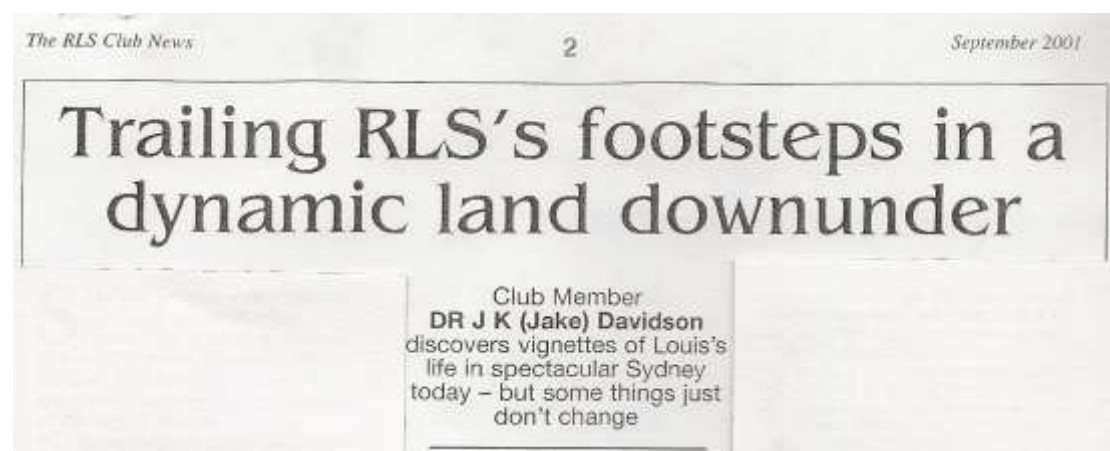 The RLS Club News
2
September 2001
Trailing RLS's footsteps in a
dynamic land downunder
Club Member
DR J K (Jake) Davidson
discovers vignettes of Louis's
life in spectacular Sydney
today – but some things just
don't change